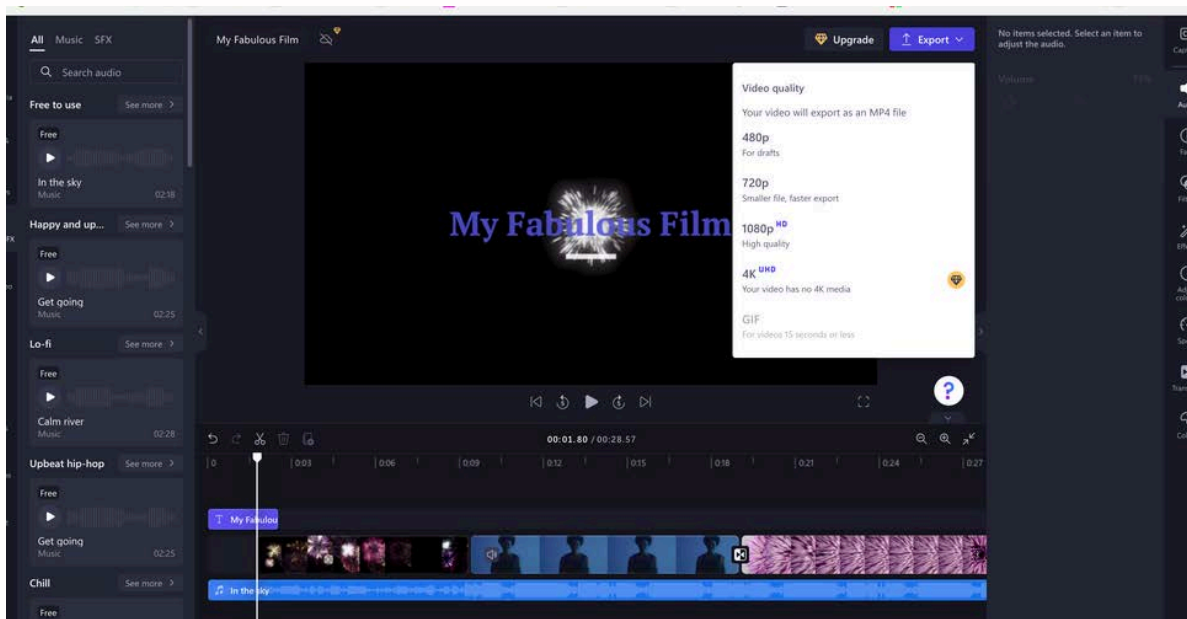 All Music SFX
Search audio
Free to use See more >
Free
In the sky
Music 02:18
Happy and up... See more >
Free
Get going
Music 02:25
Lo-fi See more >
Free
Calm river
Music 02:28
Upbeat hip-hop See more >
Free
Get going
Music 02:25
Chill See more >
Free
My Fabulous Film
Upgrade
Export
My Fabulous Film
Video quality
Your video will export as an MP4 file
480p
For drafts
720p
Smaller file, faster export
1080p HD
High quality
4K UHD
Your video has no 4K media
GIF
For videos 15 seconds or less
?
00:01.80 / 00:28.57
0 0:03 0:06 0:09 0:12 0:15 0:18 0:21 0:24 0:27
T My Fabulou
In the sky
No items selected. Select an item to
adjust the audio.
Volume